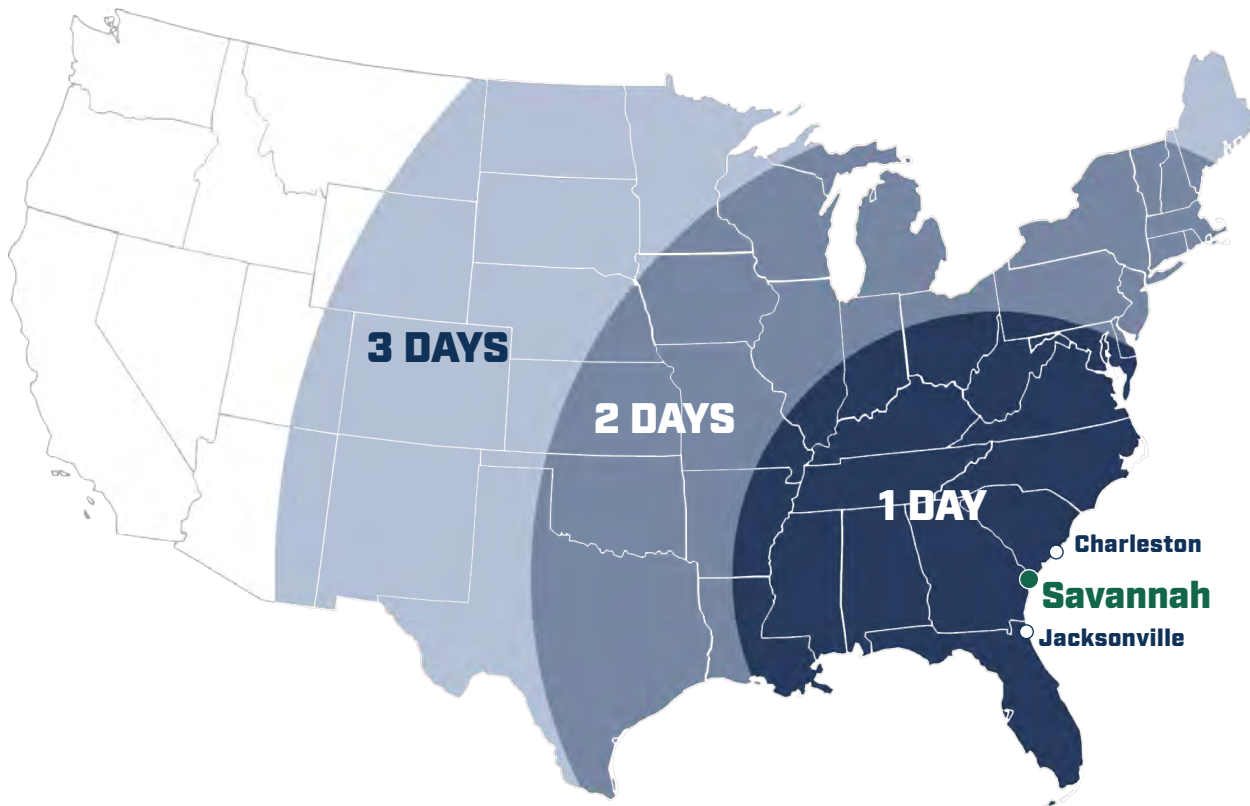 3 DAYS
2 DAYS
1 DAY
Charleston
Savannah
Jacksonville